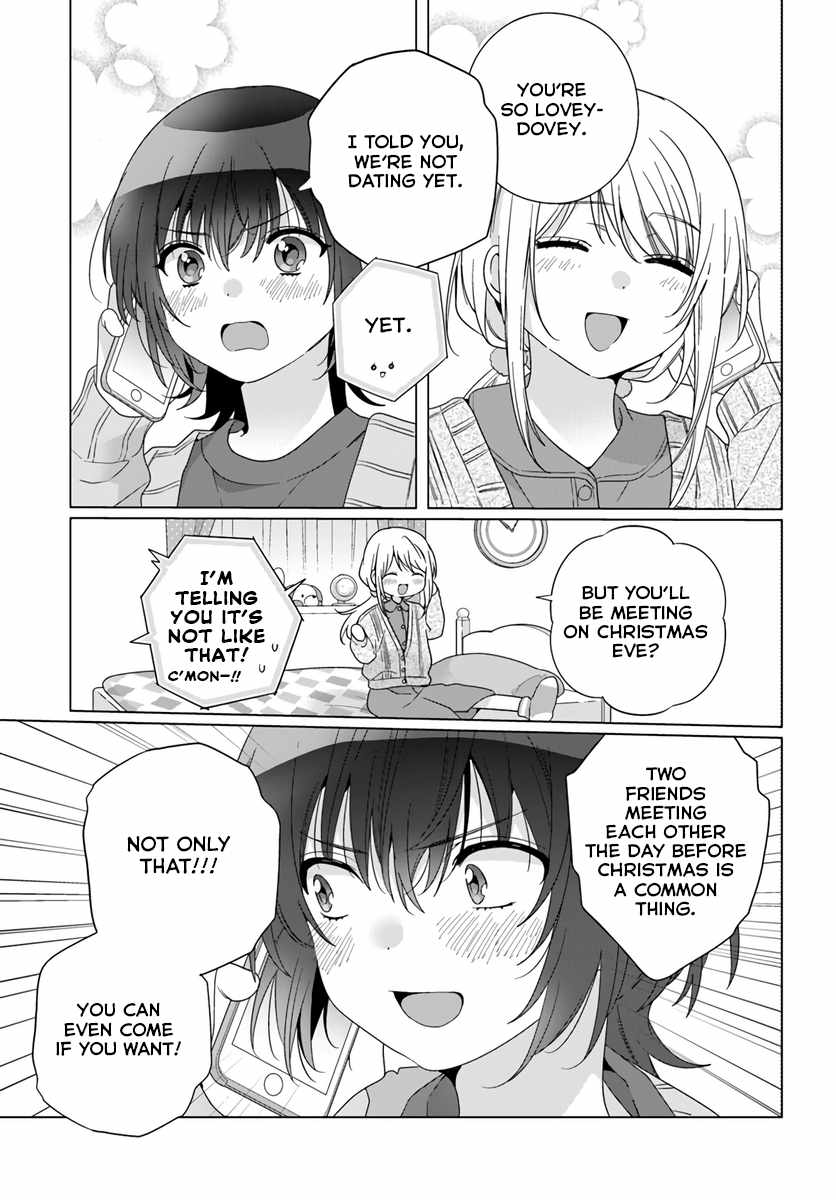 YOU'RE
SO LOVEY-
DOVEY.
I TOLD YOU,
WE'RE NOT
DATING YET.
YET.
BUT YOU'LL
BE MEETING
ON CHRISTMAS
EVE?
I'M
TELLING
YOU IT'S
NOT LIKE
THAT!
C'MON—!!
TWO
FRIENDS
MEETING
EACH OTHER
THE DAY BEFORE
CHRISTMAS IS
A COMMON
THING.
NOT ONLY
THAT!!!
YOU CAN
EVEN COME
IF YOU WANT!